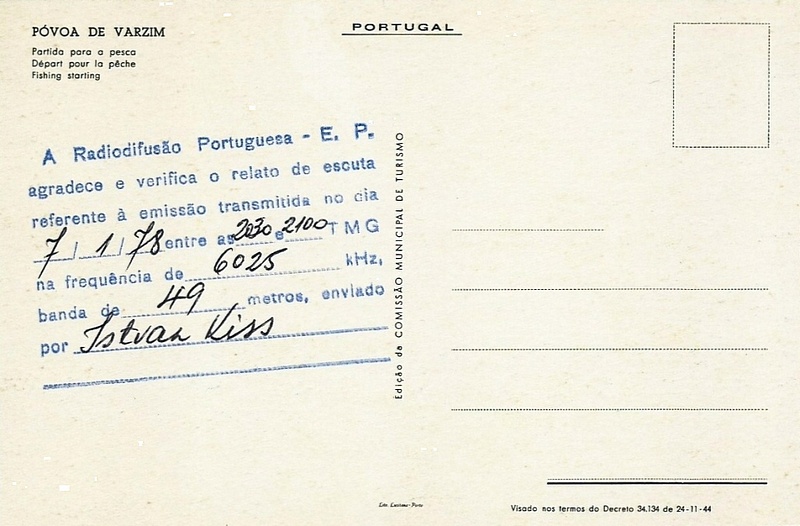 PÓVOA DE VARZIM
Partida para a pesca
Départ pour la pêche
Fishing starting
PORTUGAL
A Radiodifusão Portuguesa - E. P.
agradece e verifica o relato de escuta
referente à emissão transmitida no dia
7 / 1 / 78 entre as 2030 e 2100 T M G
na frequência de 6025 kHz,
banda de 49 metros, enviado
por Istvan Kiss
Edição da COMISSÃO MUNICIPAL DE TURISMO
Lito. Lusitana-Porto
Visado nos termos do Decreto 34.134 de 24-11-44